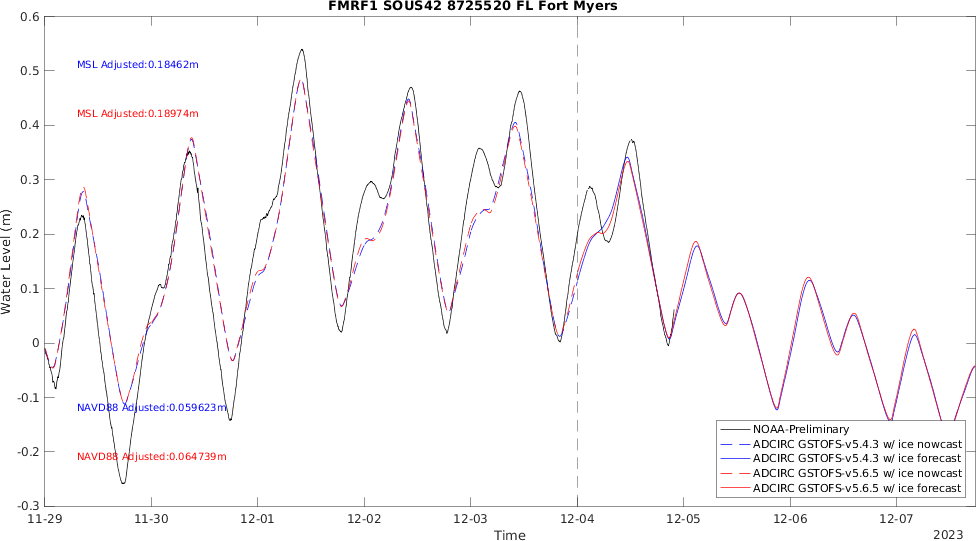 FMRF1 SOUS42 8725520 FL Fort Myers
0.6
0.5
0.4
0.3
0.2
0.1
0
-0.1
-0.2
-0.3
Water Level (m)
MSL Adjusted:0.18462m
MSL Adjusted:0.18974m
NAVD88 Adjusted:0.059623m
NAVD88 Adjusted:0.064739m
NOAA-Preliminary
ADCIRC GSTOFS-v5.4.3 w/ ice nowcast
ADCIRC GSTOFS-v5.4.3 w/ ice forecast
ADCIRC GSTOFS-v5.6.5 w/ ice nowcast
ADCIRC GSTOFS-v5.6.5 w/ ice forecast
11-29 11-30 12-01 12-02 12-03 12-04 12-05 12-06 12-07
Time
2023